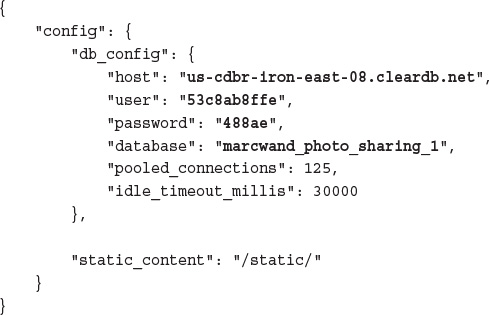 {
    "config": {
        "db_config": {
            "host": "us-cdbr-iron-east-08.cleardb.net",
            "user": "53c8ab8ffe",
            "password": "488ae",
            "database": "marcwand_photo_sharing_1",
            "pooled_connections": 125,
            "idle_timeout_millis": 30000
        },

        "static_content": "/static/"
    }
}